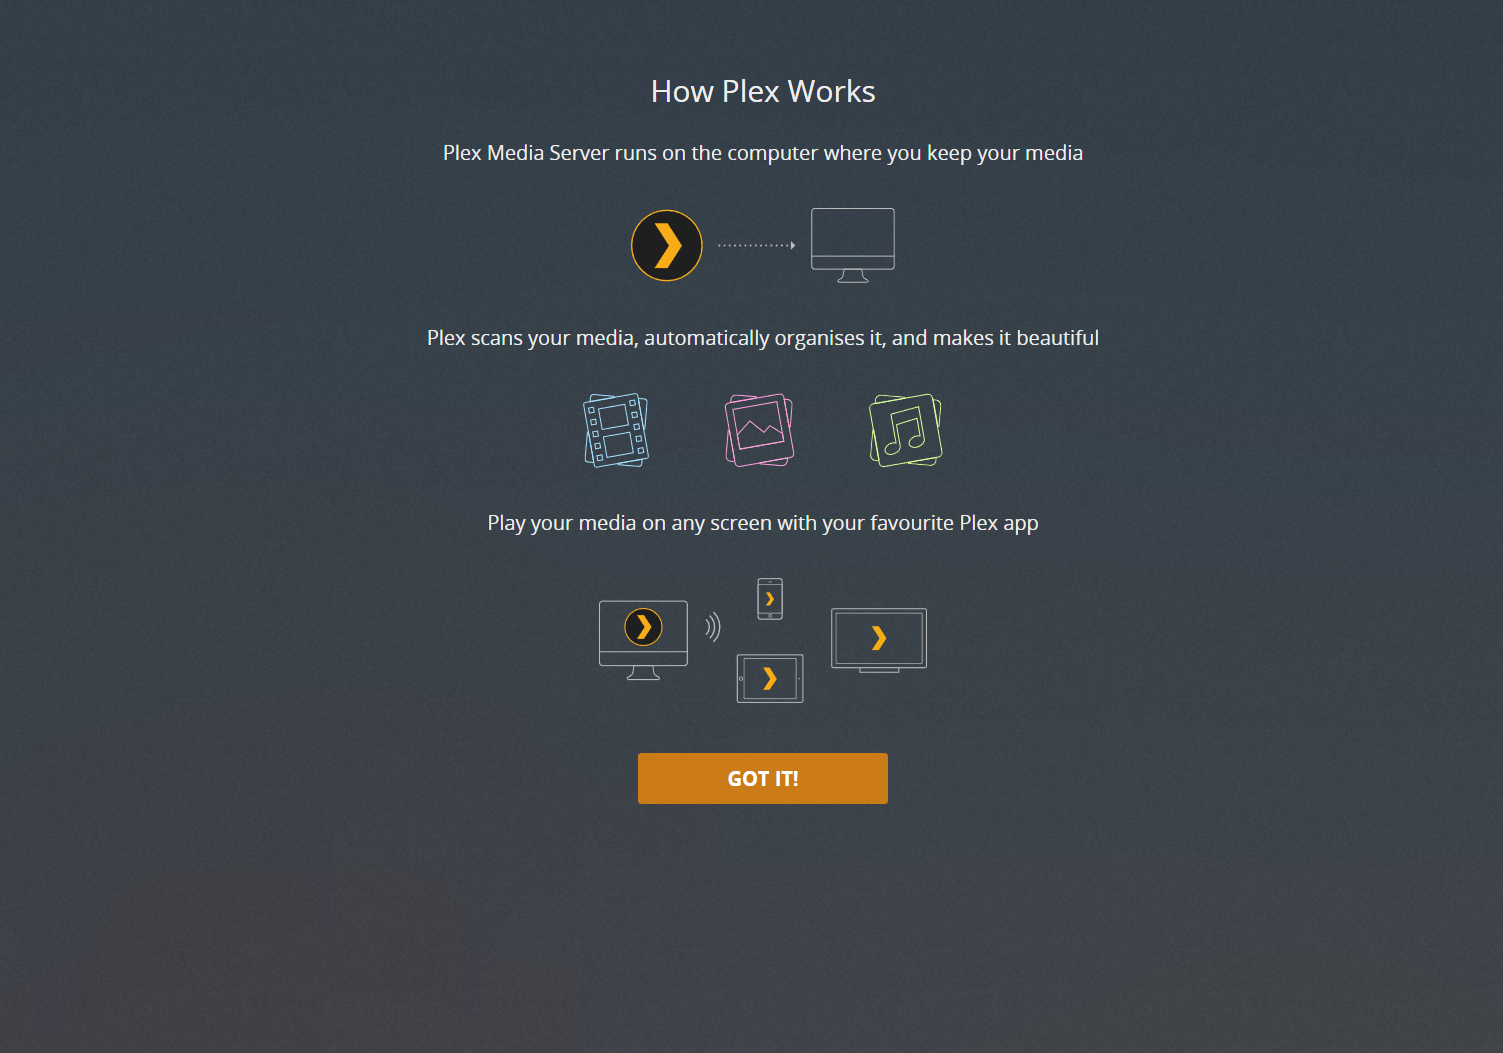 How Plex Works
Plex Media Server runs on the computer where you keep your media
Plex scans your media, automatically organises it, and makes it beautiful
Play your media on any screen with your favourite Plex app
GOT IT!